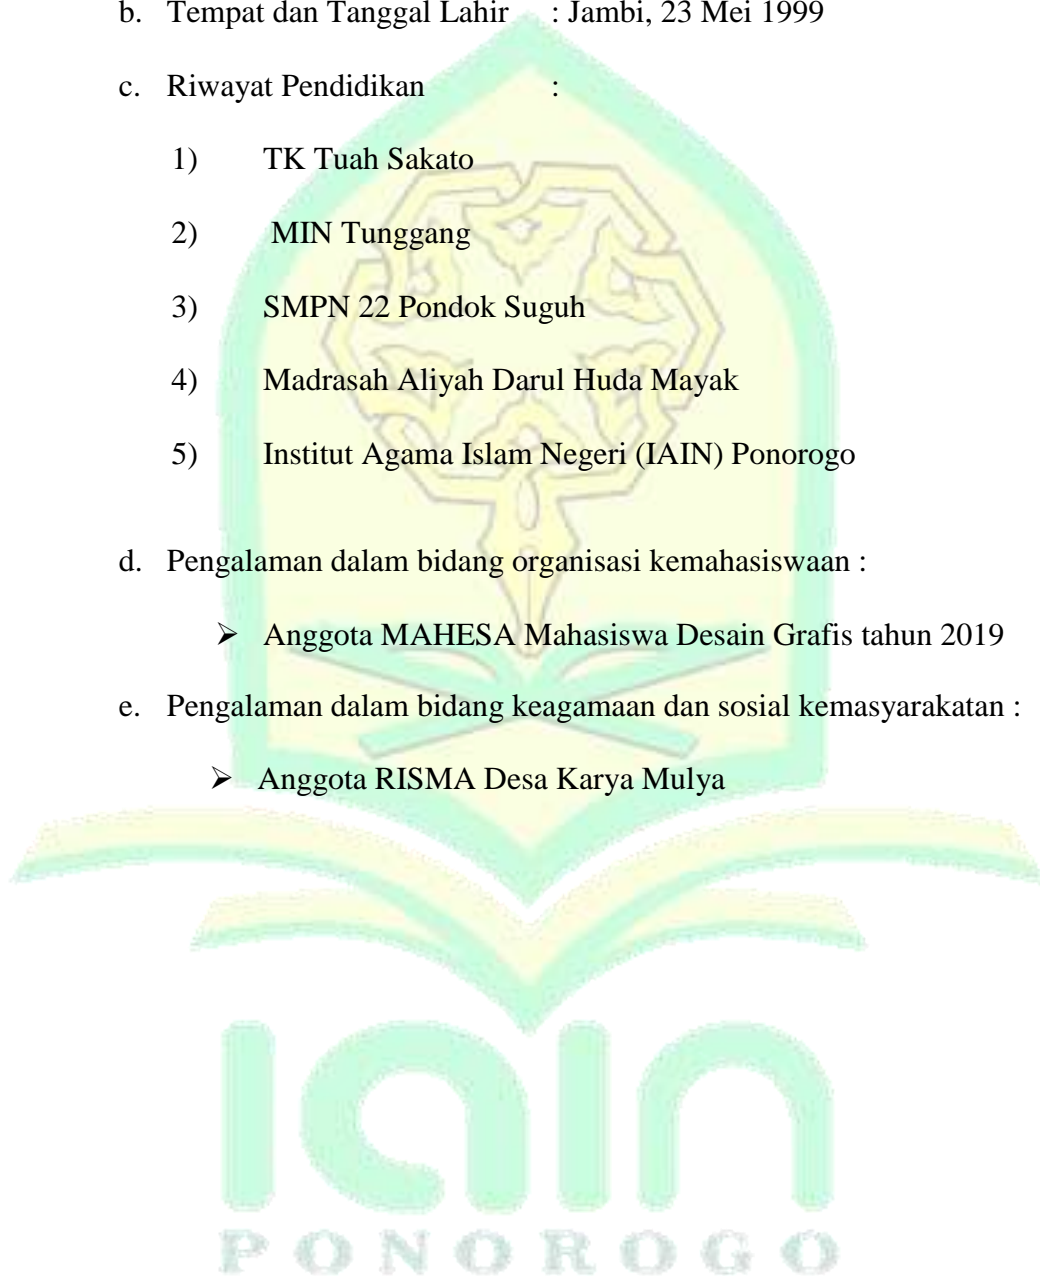 b. Tempat dan Tanggal Lahir : Jambi, 23 Mei 1999
c. Riwayat Pendidikan :
1) TK Tuah Sakato
2) MIN Tunggang
3) SMPN 22 Pondok Suguh
4) Madrasah Aliyah Darul Huda Mayak
5) Institut Agama Islam Negeri (IAIN) Ponorogo
d. Pengalaman dalam bidang organisasi kemahasiswaan :
➢ Anggota MAHESA Mahasiswa Desain Grafis tahun 2019
e. Pengalaman dalam bidang keagamaan dan sosial kemasyarakatan :
➢ Anggota RISMA Desa Karya Mulya
iain
PONOROGO